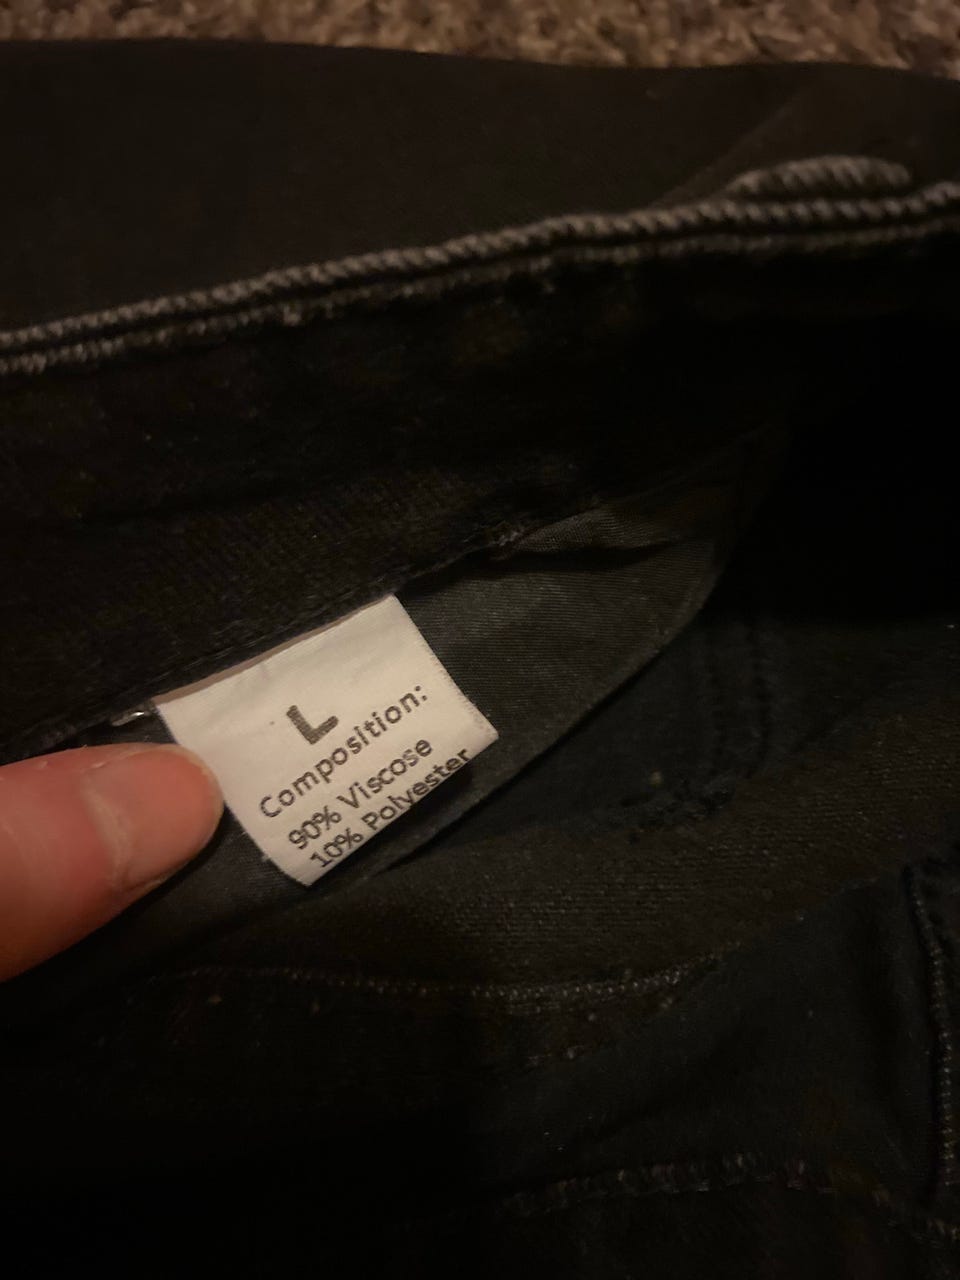 L
Composition:
90% Viscose
10% Polyester